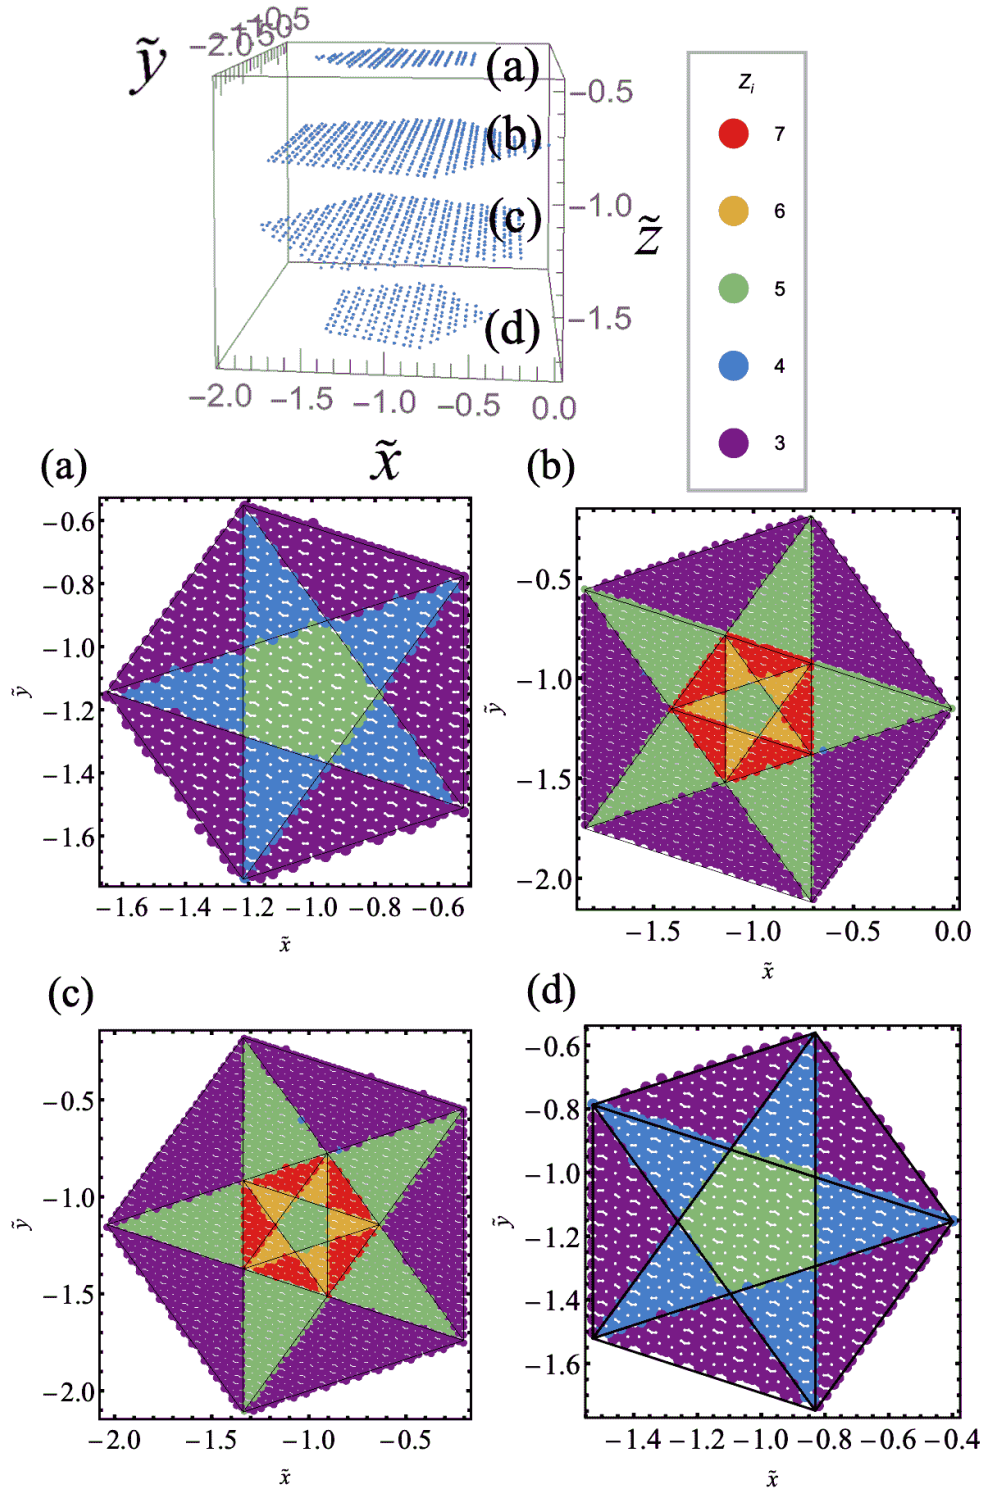 ỹ
−2.0
−0.5
(a)
−0.5
(b)
(c)
−1.0
z̃
(d)
−1.5
−2.0 −1.5 −1.0 −0.5 0.0
x̃
zᵢ
7
6
5
4
3
(a)
−0.6
−0.8
−1.0
−1.2
−1.4
−1.6
ỹ
−1.6 −1.4 −1.2 −1.0 −0.8 −0.6
x̃
(b)
−0.5
−1.0
−1.5
−2.0
ỹ
−1.5 −1.0 −0.5 0.0
x̃
(c)
−0.5
−1.0
−1.5
−2.0
ỹ
−2.0 −1.5 −1.0 −0.5
x̃
(d)
−0.6
−0.8
−1.0
−1.2
−1.4
−1.6
ỹ
−1.4 −1.2 −1.0 −0.8 −0.6 −0.4
x̃